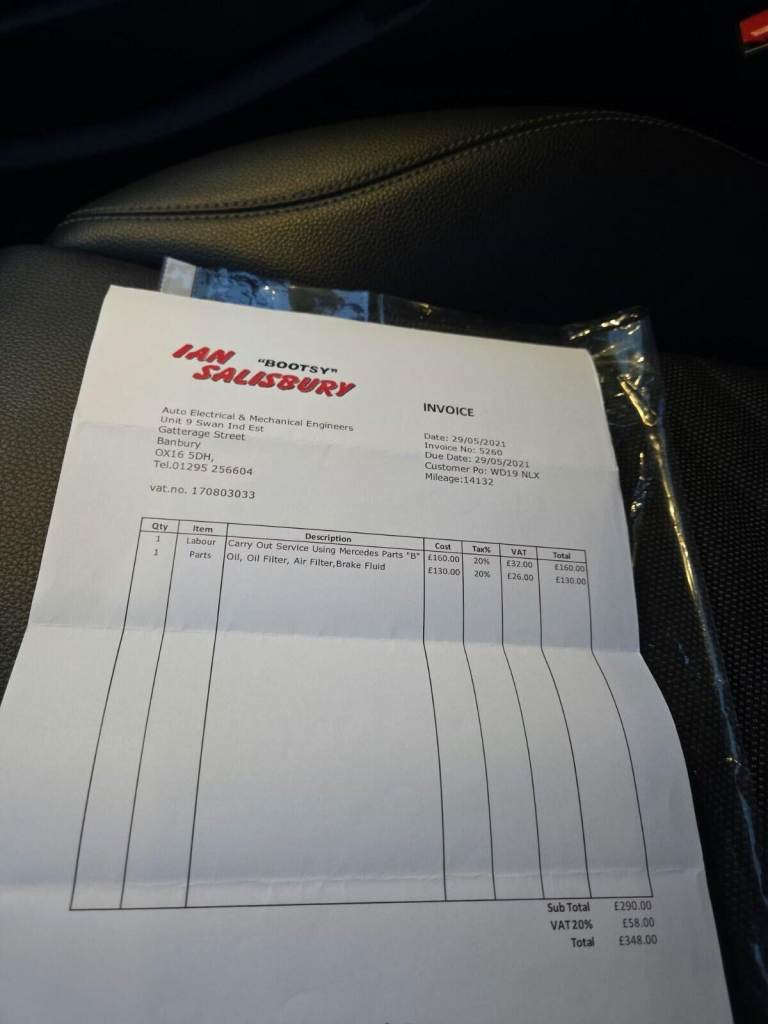 IAN "BOOTSY"
SALISBURY
Auto Electrical & Mechanical Engineers
Unit 9 Swan Ind Est
Gatterage Street
Banbury
OX16 5DH,
Tel.01295 256604
vat.no. 170803033
INVOICE
Date: 29/05/2021
Invoice No: 5260
Due Date: 29/05/2021
Customer Po: WD19 NLX
Mileage:14132
Qty Item Description Cost Tax% VAT Total
1 Labour Carry Out Service Using Mercedes Parts "B" £160.00 20% £32.00 £160.00
1 Parts Oil, Oil Filter, Air Filter,Brake Fluid £130.00 20% £26.00 £130.00
Sub Total £290.00
VAT20% £58.00
Total £348.00